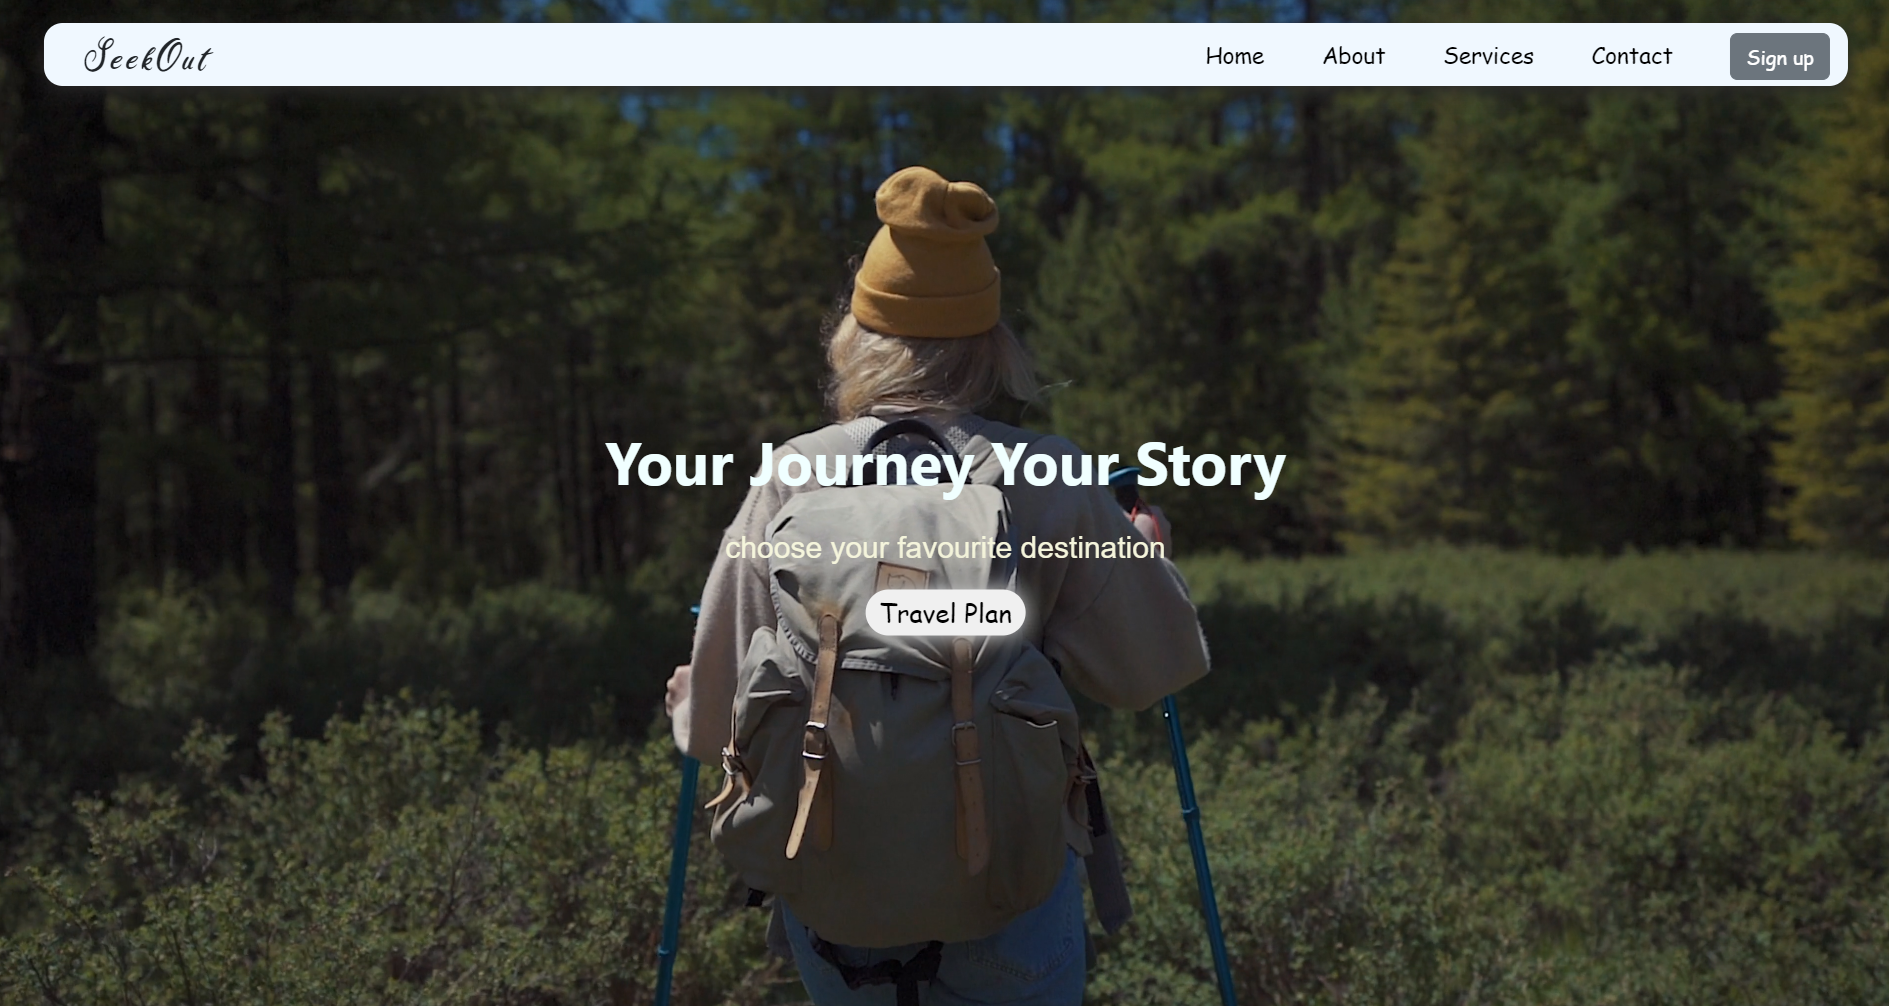 SeekOut
Home About Services Contact Sign up
Your Journey Your Story
choose your favourite destination
Travel Plan